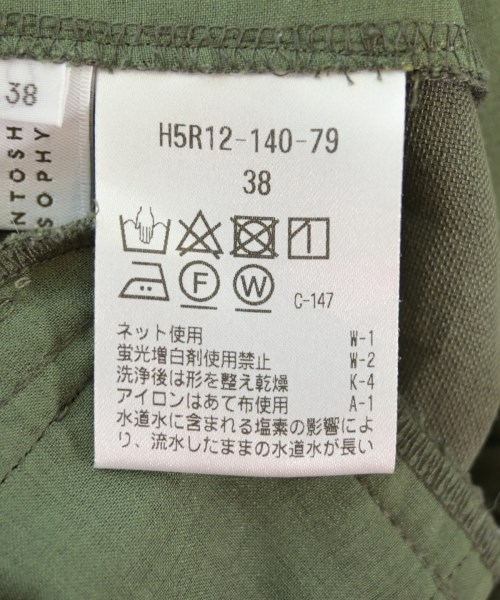 38
NTOSH
SOPHY
H5R12-140-79
38
F W C-147
ネット使用 W-1
蛍光増白剤使用禁止 W-2
洗浄後は形を整え乾燥 K-4
アイロンはあて布使用 A-1
水道水に含まれる塩素の影響によ
り、流水したままの水道水が長い